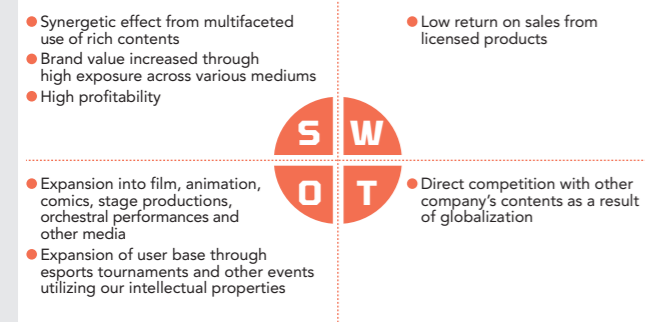 ● Synergetic effect from multifaceted
use of rich contents
● Brand value increased through
high exposure across various mediums
● High profitability
● Low return on sales from
licensed products
S W
O T
● Expansion into film, animation,
comics, stage productions,
orchestral performances and
other media
● Expansion of user base through
esports tournaments and other events
utilizing our intellectual properties
● Direct competition with other
company's contents as a result
of globalization